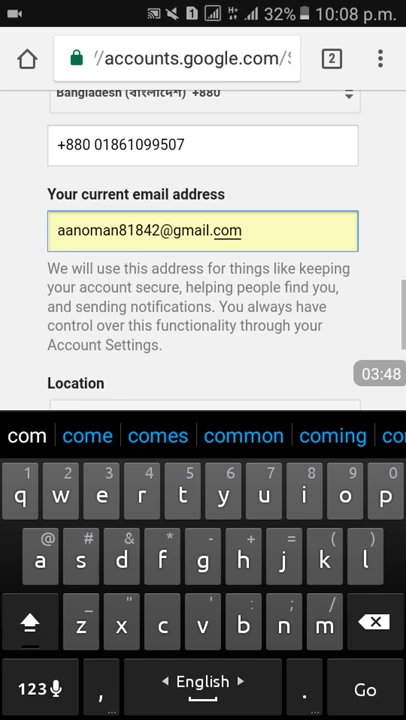 32% 10:08 p.m.
//accounts.google.com/S
2
Bangladesh (বাংলাদেশ) +880
+880 01861099507
Your current email address
aanoman81842@gmail.com
We will use this address for things like keeping
your account secure, helping people find you,
and sending notifications. You always have
control over this functionality through your
Account Settings.
03:48
Location
com come comes common coming co
1 2 3 4 5 6 7 8 9 0
q w e r t y u i o p
@ # & * - + = ( )
a s d f g h j k l
_ " ' : ; /
z x c v b n m
123 , English . Go